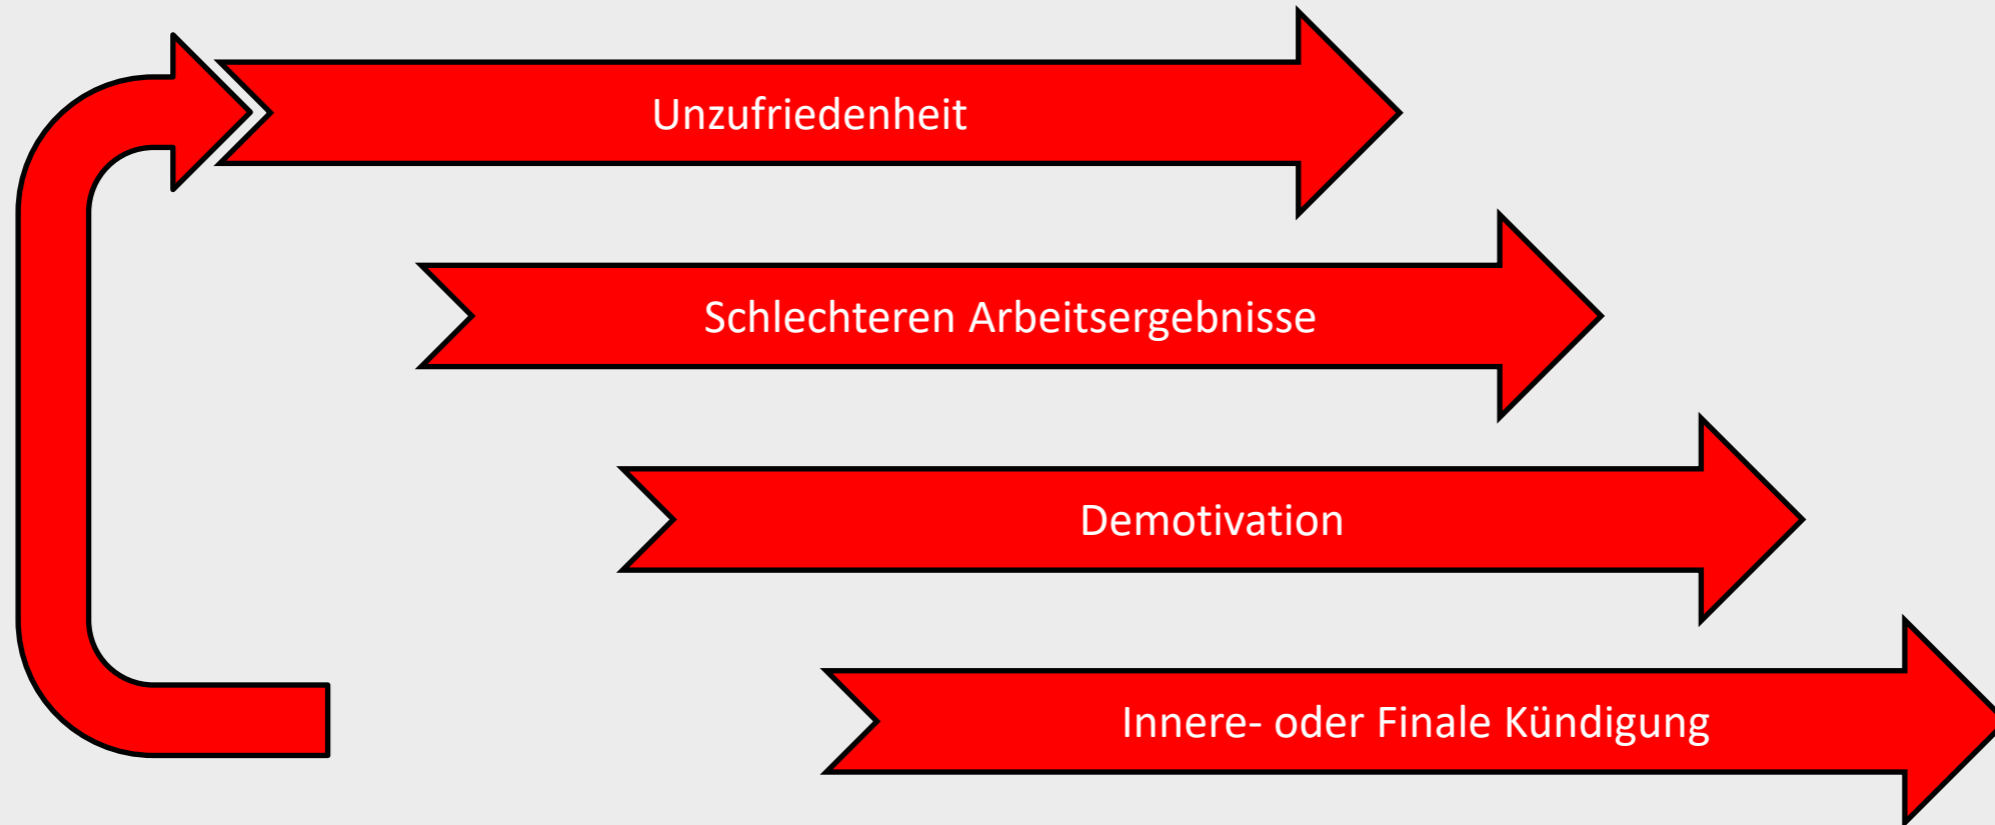 Unzufriedenheit
Schlechteren Arbeitsergebnisse
Demotivation
Innere- oder Finale Kündigung